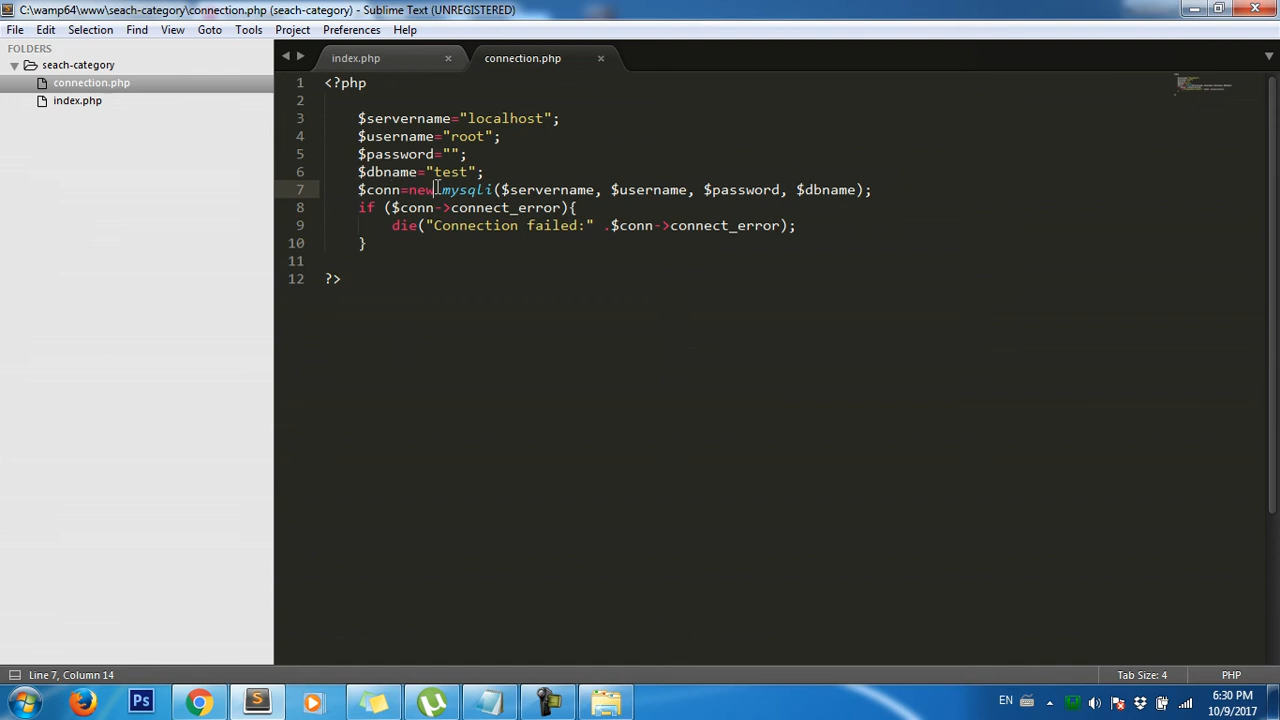 C:\wamp64\www\seach-category\connection.php (seach-category) - Sublime Text (UNREGISTERED)
File Edit Selection Find View Goto Tools Project Preferences Help
FOLDERS
seach-category
connection.php
index.php
index.php × connection.php ×
1 <?php
2
3 $servername="localhost";
4 $username="root";
5 $password="";
6 $dbname="test";
7 $conn=new mysqli($servername, $username, $password, $dbname);
8 if ($conn->connect_error){
9 die("Connection failed:" .$conn->connect_error);
10 }
11
12 ?>
Line 7, Column 14 Tab Size: 4 PHP
Ps S EN 6:30 PM
10/9/2017